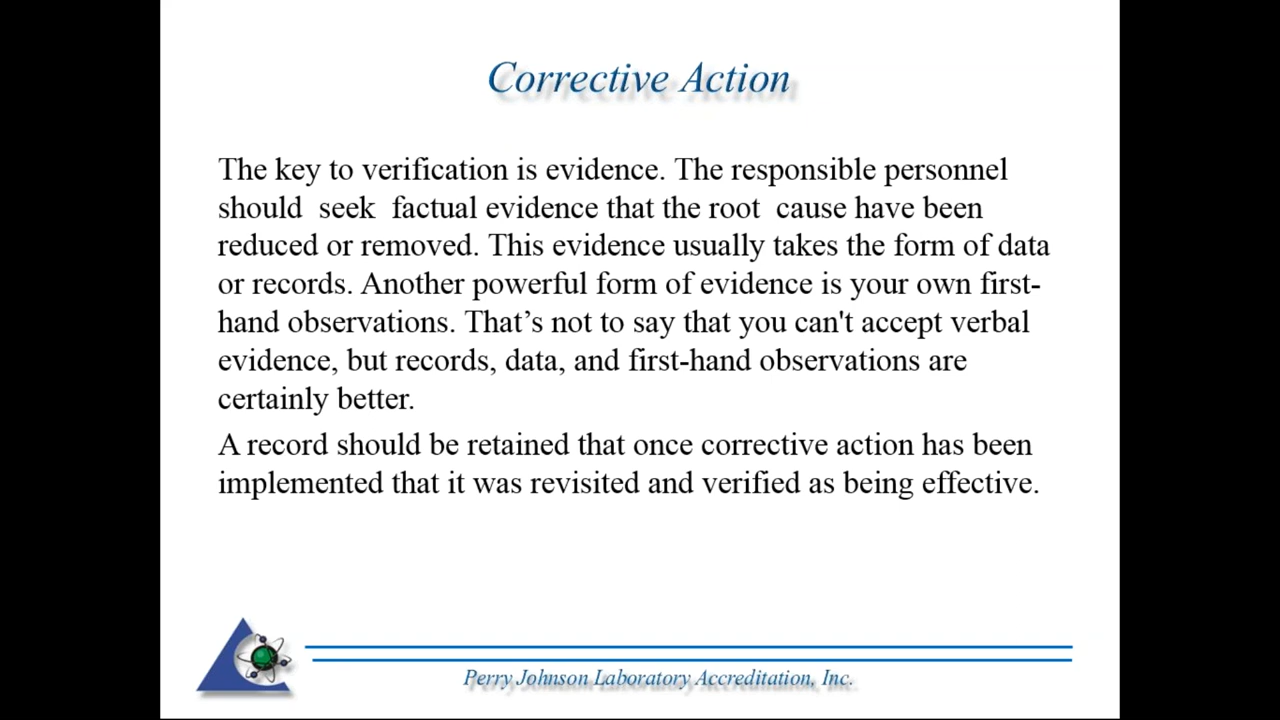 Corrective Action
The key to verification is evidence. The responsible personnel
should  seek  factual evidence that the root  cause have been
reduced or removed. This evidence usually takes the form of data
or records. Another powerful form of evidence is your own first-
hand observations. That’s not to say that you can't accept verbal
evidence, but records, data, and first-hand observations are
certainly better.
A record should be retained that once corrective action has been
implemented that it was revisited and verified as being effective.
Perry Johnson Laboratory Accreditation, Inc.